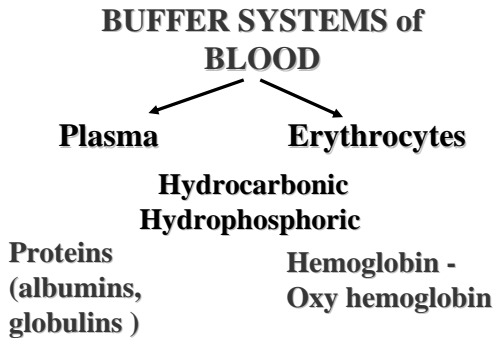 BUFFER SYSTEMS of
BLOOD
Plasma
Erythrocytes
Hydrocarbonic
Hydrophosphoric
Proteins
(albumins,
globulins )
Hemoglobin -
Oxy hemoglobin